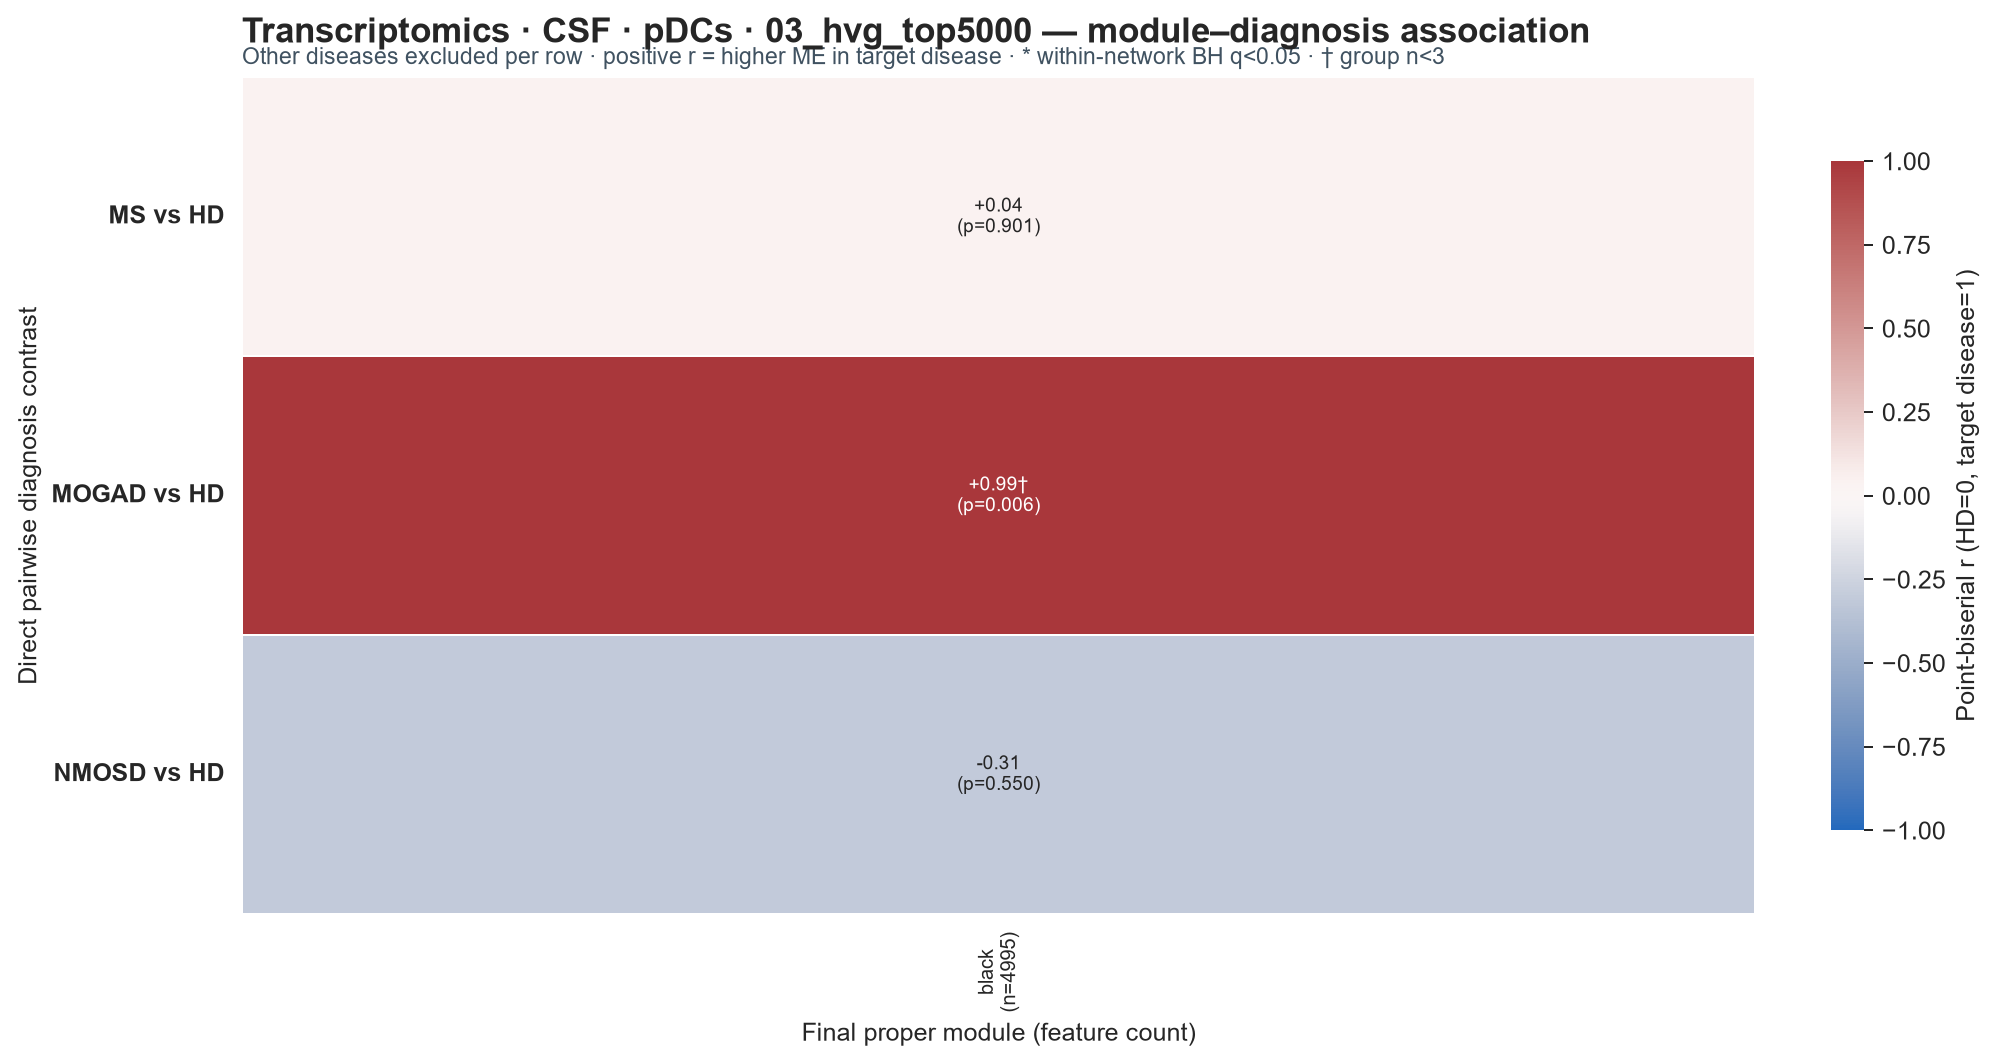 Transcriptomics · CSF · pDCs · 03_hvg_top5000 — module–diagnosis association
Other diseases excluded per row · positive r = higher ME in target disease · * within-network BH q<0.05 · † group n<3
Direct pairwise diagnosis contrast
MS vs HD
+0.04
(p=0.901)
MOGAD vs HD
+0.99†
(p=0.006)
NMOSD vs HD
-0.31
(p=0.550)
black
(n=4995)
Final proper module (feature count)
1.00
0.75
0.50
0.25
0.00
−0.25
−0.50
−0.75
−1.00
Point-biserial r (HD=0, target disease=1)